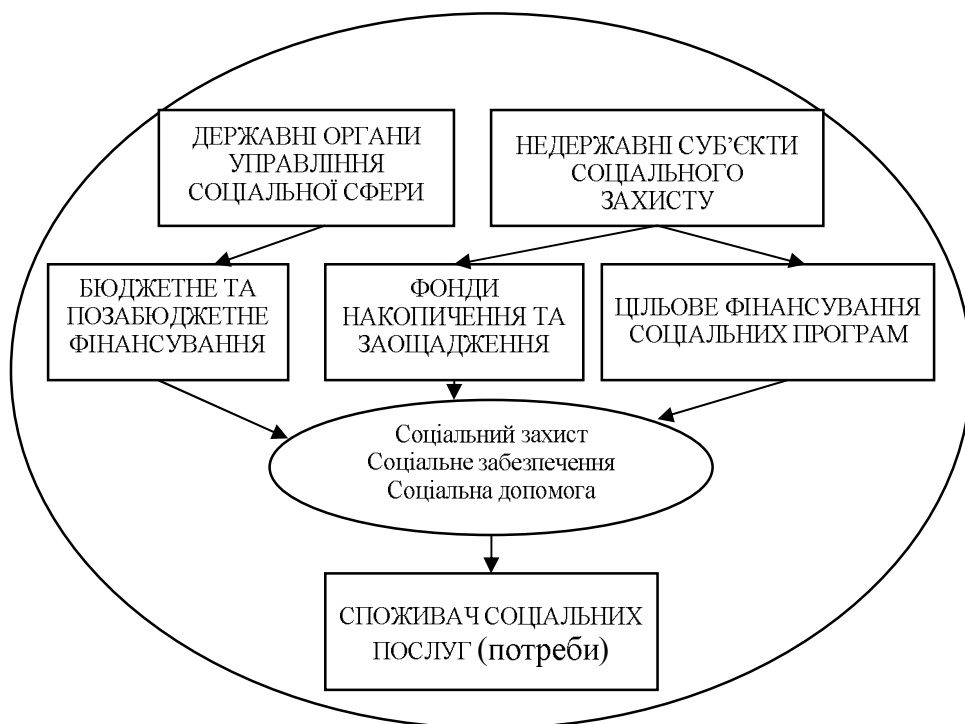 ДЕРЖАВНІ ОРГАНИ
УПРАВЛІННЯ
СОЦІАЛЬНОЇ СФЕРИ
НЕДЕРЖАВНІ СУБ’ЄКТИ
СОЦІАЛЬНОГО
ЗАХИСТУ
БЮДЖЕТНЕ ТА
ПОЗАБЮДЖЕТНЕ
ФІНАНСУВАННЯ
ФОНДИ
НАКОПИЧЕННЯ ТА
ЗАОЩАДЖЕННЯ
ЦІЛЬОВЕ ФІНАНСУВАННЯ
СОЦІАЛЬНИХ ПРОГРАМ
Соціальний захист
Соціальне забезпечення
Соціальна допомога
СПОЖИВАЧ СОЦІАЛЬНИХ
ПОСЛУГ (потреби)